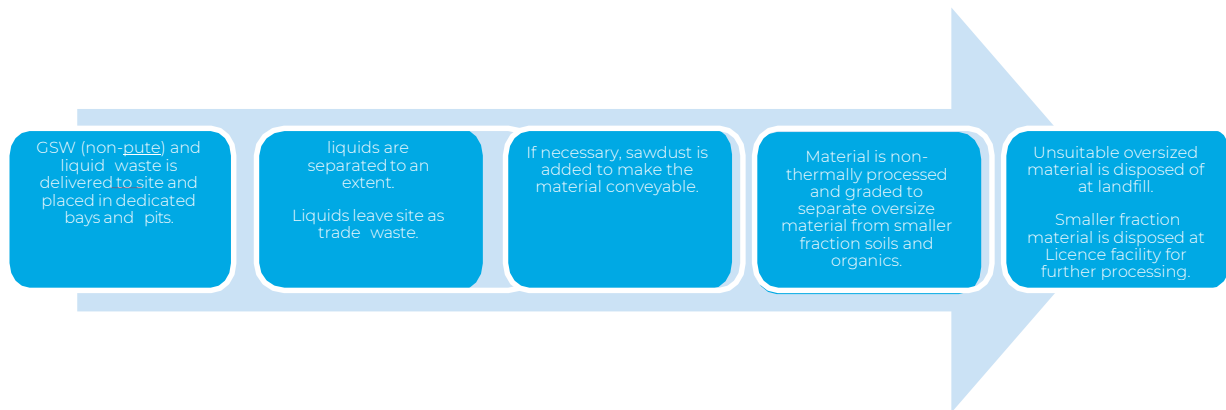 GSW (non-pute) and
liquid waste is
delivered to site and
placed in dedicated
bays and pits.
liquids are
separated to an
extent.
Liquids leave site as
trade waste.
If necessary, sawdust is
added to make the
material conveyable.
Material is non-
thermally processed
and graded to
separate oversize
material from smaller
fraction soils and
organics.
Unsuitable oversized
material is disposed of
at landfill.
Smaller fraction
material is disposed at
Licence facility for
further processing.